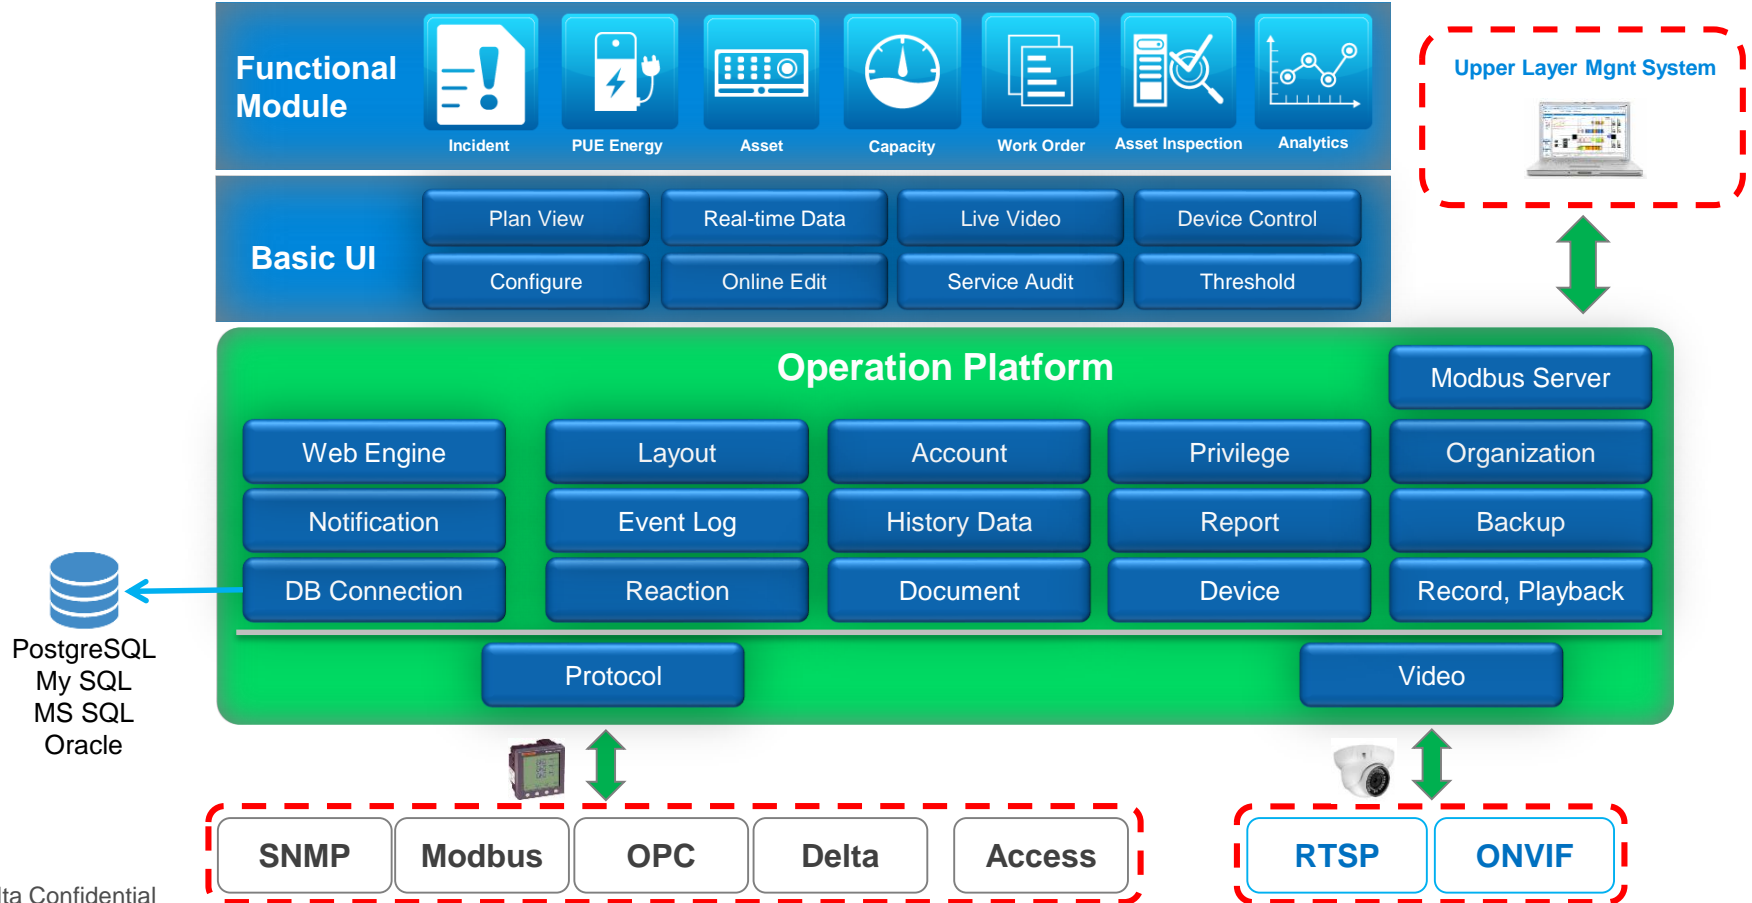 Functional
Module
Incident
PUE Energy
Asset
Capacity
Work Order
Asset Inspection
Analytics
Upper Layer Mgnt System
Basic UI
Plan View
Real-time Data
Live Video
Device Control
Configure
Online Edit
Service Audit
Threshold
Operation Platform
Modbus Server
Web Engine
Layout
Account
Privilege
Organization
Notification
Event Log
History Data
Report
Backup
DB Connection
Reaction
Document
Device
Record, Playback
PostgreSQL
My SQL
MS SQL
Oracle
Protocol
Video
SNMP
Modbus
OPC
Delta
Access
RTSP
ONVIF
lta Confidential